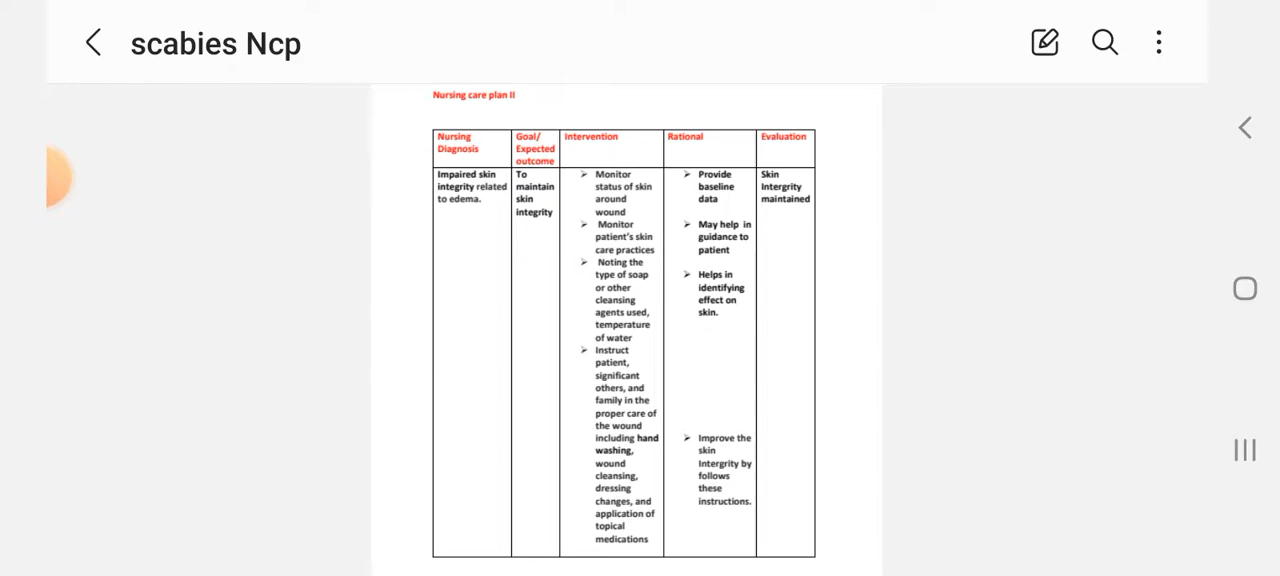 scabies Ncp
Nursing care plan II
Nursing
Diagnosis
Goal/
Expected
outcome
Intervention
Rational
Evaluation
Impaired skin
integrity related
to edema.
To
maintain
skin
integrity
➢ Monitor
status of skin
around
wound
➢ Monitor
patient's skin
care practices
➢ Noting the
type of soap
or other
cleansing
agents used,
temperature
of water
➢ Instruct
patient,
significant
others, and
family in the
proper care of
the wound
including hand
washing,
wound
cleansing,
dressing
changes, and
application of
topical
medications
➢ Provide
baseline
data
➢ May help in
guidance to
patient
➢ Helps in
identifying
effect on
skin.
➢ Improve the
skin
Intergrity by
follows
these
instructions.
Skin
Intergrity
maintained